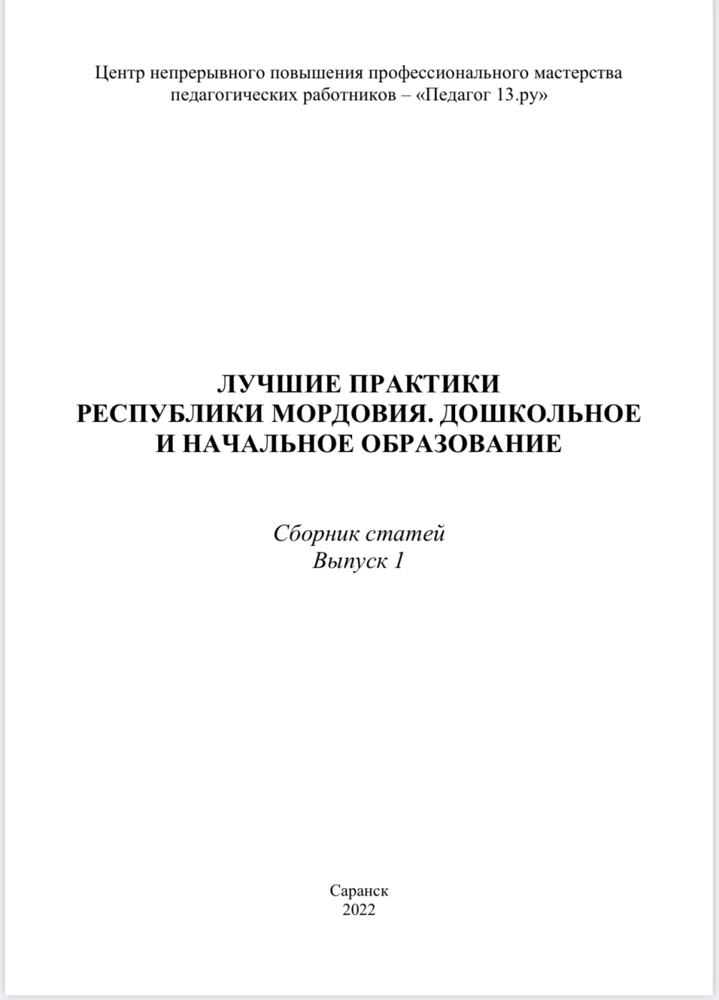 Центр непрерывного повышения профессионального мастерства
педагогических работников – «Педагог 13.ру»
ЛУЧШИЕ ПРАКТИКИ
РЕСПУБЛИКИ МОРДОВИЯ. ДОШКОЛЬНОЕ
И НАЧАЛЬНОЕ ОБРАЗОВАНИЕ
Сборник статей
Выпуск 1
Саранск
2022